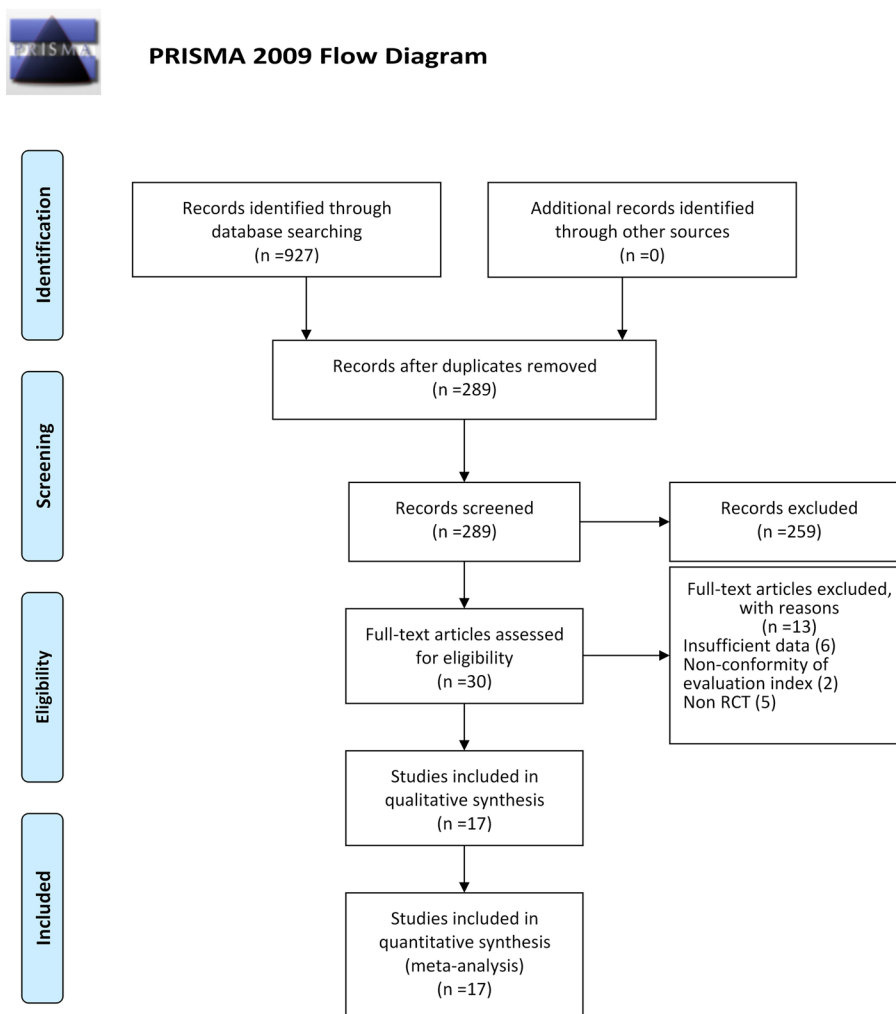 PRISMA
PRISMA 2009 Flow Diagram
Identification
Records identified through
database searching
(n =927)
Additional records identified
through other sources
(n =0)
Records after duplicates removed
(n =289)
Screening
Records screened
(n =289)
Records excluded
(n =259)
Eligibility
Full-text articles assessed
for eligibility
(n =30)
Full-text articles excluded,
with reasons
(n =13)
Insufficient data (6)
Non-conformity of
evaluation index (2)
Non RCT (5)
Studies included in
qualitative synthesis
(n =17)
Included
Studies included in
quantitative synthesis
(meta-analysis)
(n =17)